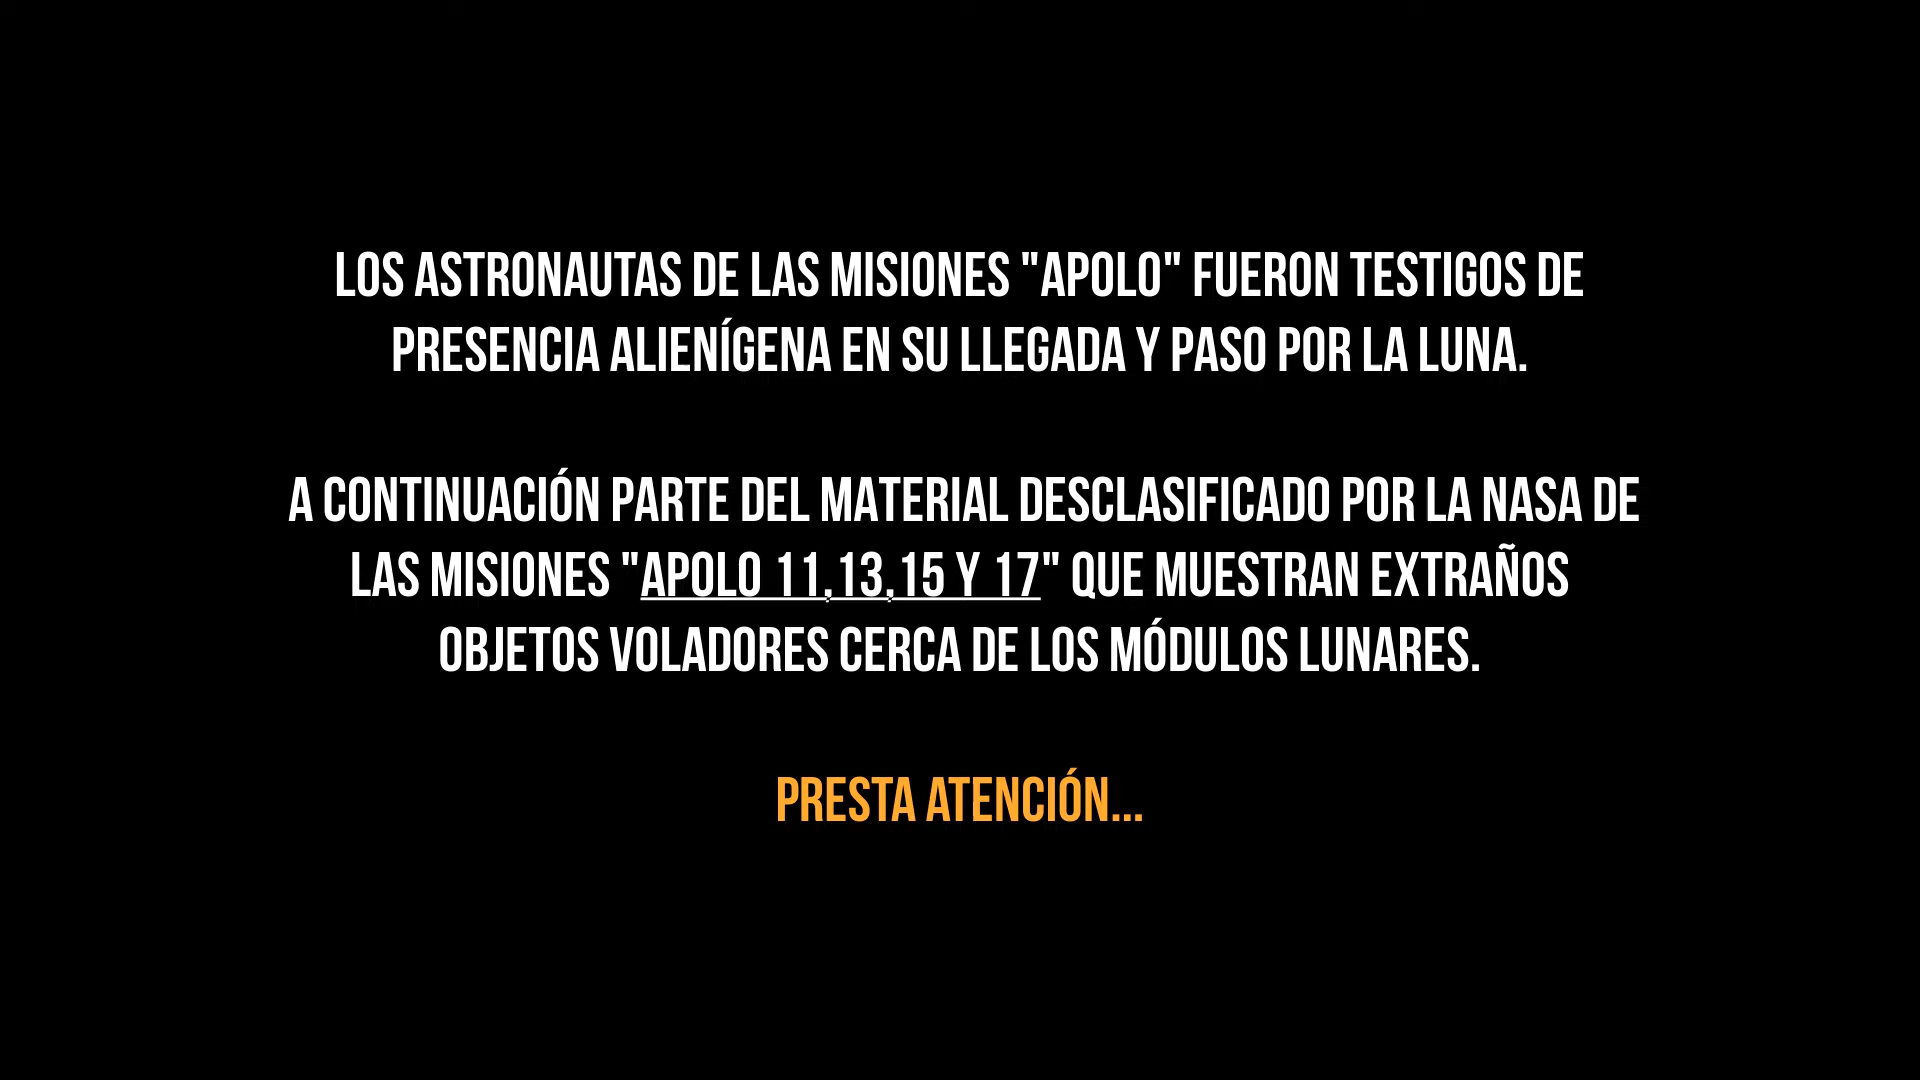 LOS ASTRONAUTAS DE LAS MISIONES "APOLO" FUERON TESTIGOS DE
PRESENCIA ALIENÍGENA EN SU LLEGADA Y PASO POR LA LUNA.
A CONTINUACIÓN PARTE DEL MATERIAL DESCLASIFICADO POR LA NASA DE
LAS MISIONES "APOLO 11,13,15 Y 17" QUE MUESTRAN EXTRAÑOS
OBJETOS VOLADORES CERCA DE LOS MÓDULOS LUNARES.
PRESTA ATENCIÓN...